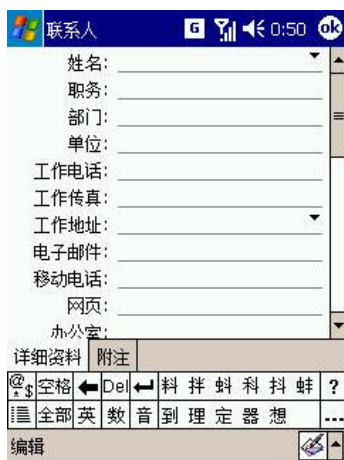 联系人 G 0:50 ok
姓名:
职务:
部门:
单位:
工作电话:
工作传真:
工作地址:
电子邮件:
移动电话:
网页:
办公室:
详细资料 附注
@*$ 空格 Del 料 拌 蚪 科 抖 蚌 ?
全部 英 数 音 到 理 定 器 想 ...
编辑